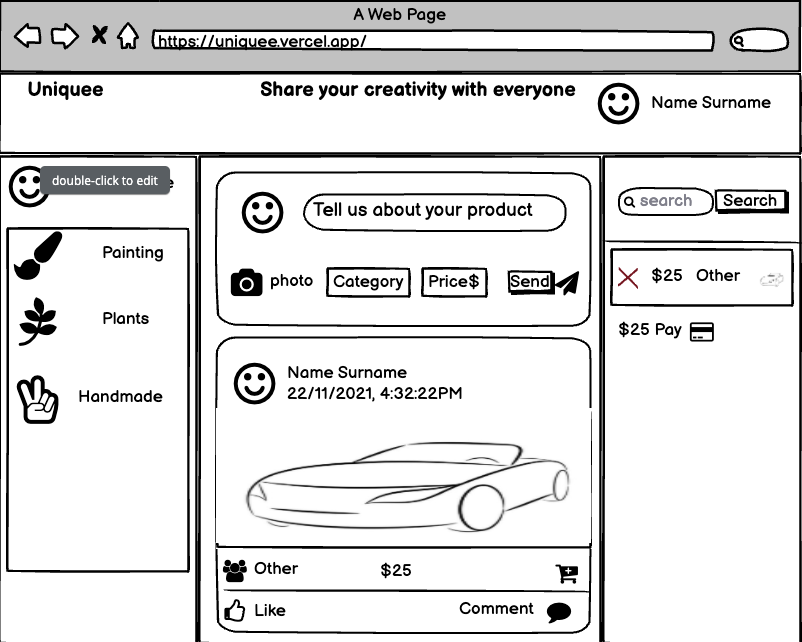 A Web Page
https://uniquee.vercel.app/
Uniquee
Share your creativity with everyone
Name Surname
double-click to edit
Painting
Plants
Handmade
Tell us about your product
photo
Category
Price$
Send
Name Surname
22/11/2021, 4:32:22PM
Other
$25
Like
Comment
search
Search
$25 Other
$25 Pay